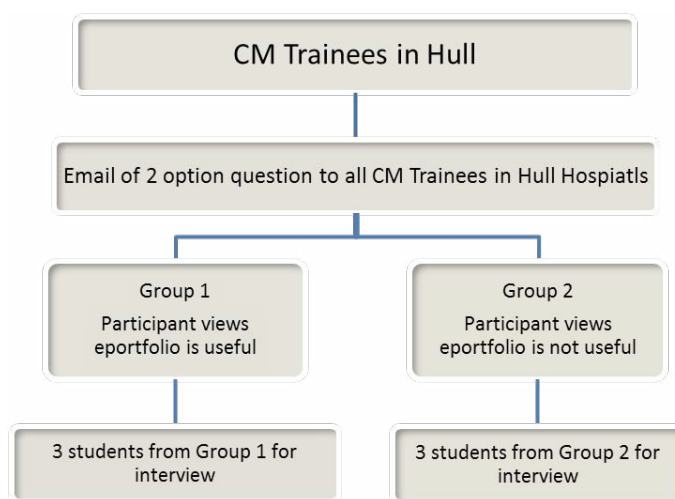 CM Trainees in Hull
Email of 2 option question to all CM Trainees in Hull Hospiatls
Group 1
Participant views
eportfolio is useful
Group 2
Participant views
eportfolio is not useful
3 students from Group 1 for
interview
3 students from Group 2 for
interview